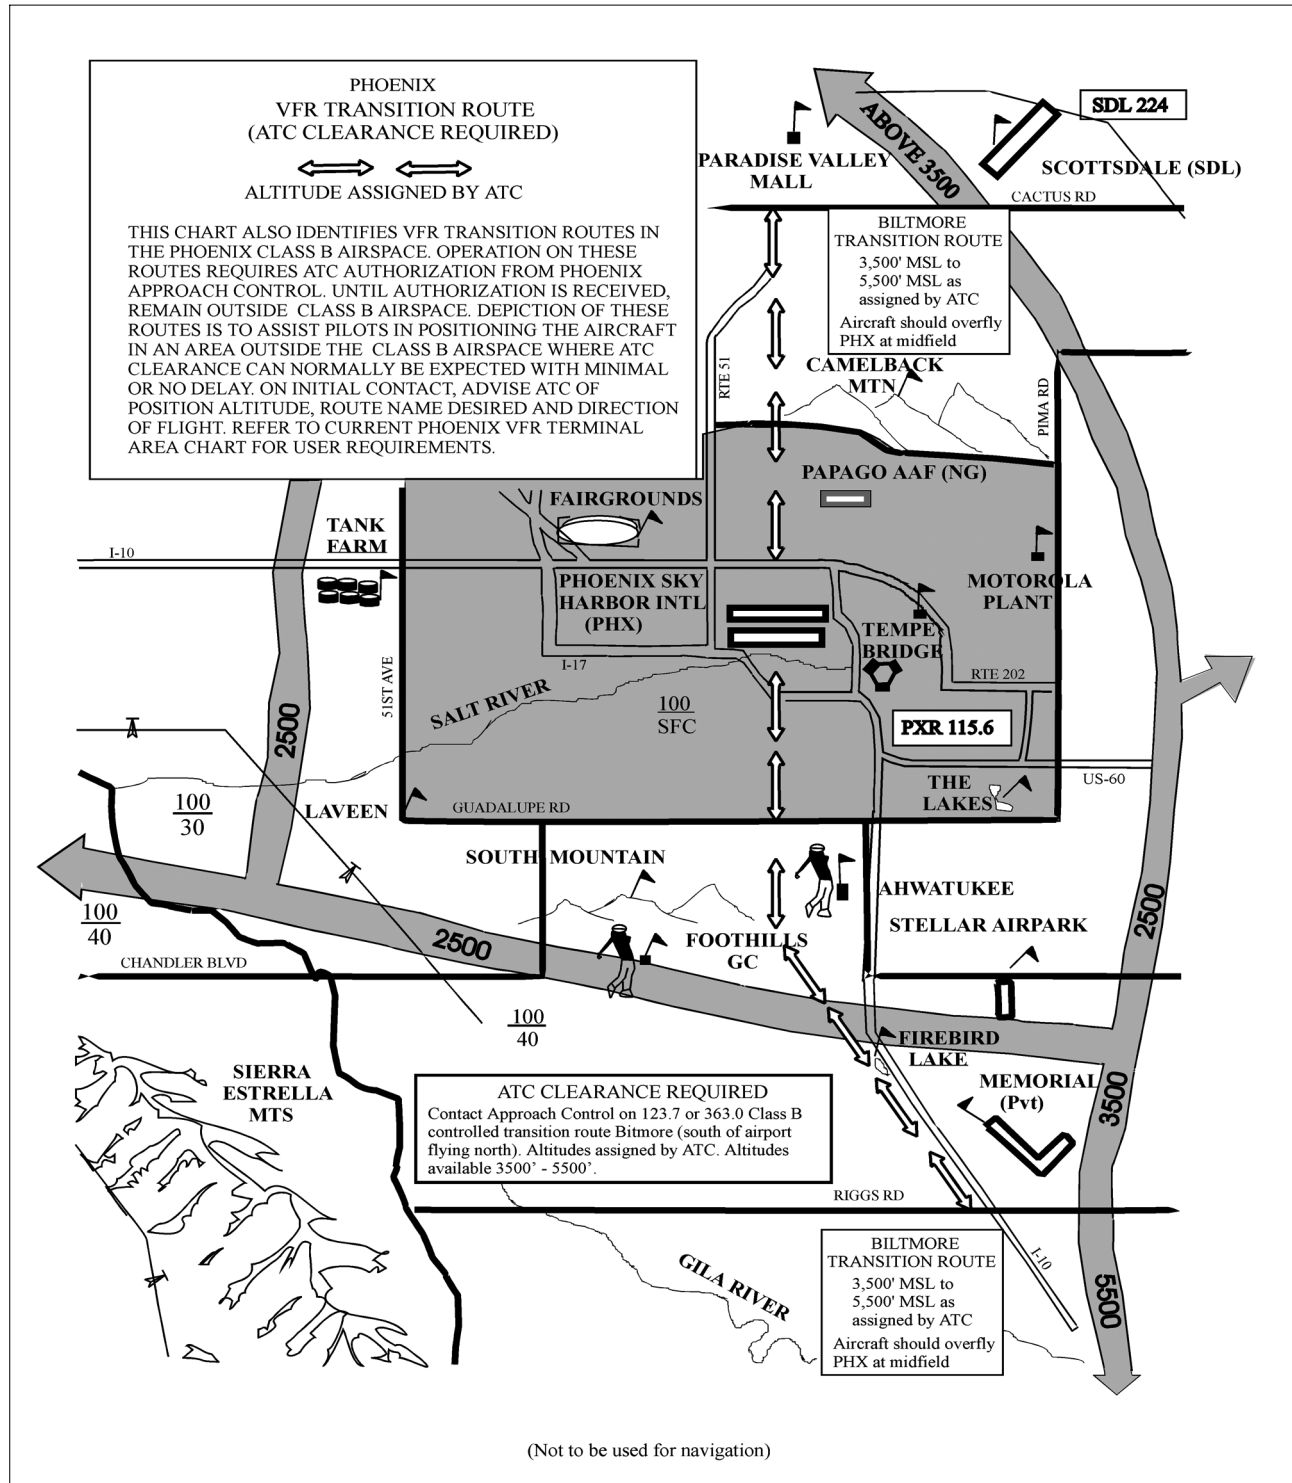 PHOENIX
VFR TRANSITION ROUTE
(ATC CLEARANCE REQUIRED)
ALTITUDE ASSIGNED BY ATC
THIS CHART ALSO IDENTIFIES VFR TRANSITION ROUTES IN
THE PHOENIX CLASS B AIRSPACE. OPERATION ON THESE
ROUTES REQUIRES ATC AUTHORIZATION FROM PHOENIX
APPROACH CONTROL. UNTIL AUTHORIZATION IS RECEIVED,
REMAIN OUTSIDE CLASS B AIRSPACE. DEPICTION OF THESE
ROUTES IS TO ASSIST PILOTS IN POSITIONING THE AIRCRAFT
IN AN AREA OUTSIDE THE CLASS B AIRSPACE WHERE ATC
CLEARANCE CAN NORMALLY BE EXPECTED WITH MINIMAL
OR NO DELAY. ON INITIAL CONTACT, ADVISE ATC OF
POSITION ALTITUDE, ROUTE NAME DESIRED AND DIRECTION
OF FLIGHT. REFER TO CURRENT PHOENIX VFR TERMINAL
AREA CHART FOR USER REQUIREMENTS.
SDL 224
ABOVE 3500
PARADISE VALLEY
MALL
SCOTTSDALE (SDL)
CACTUS RD
BILTMORE
TRANSITION ROUTE
3,500' MSL to
5,500' MSL as
assigned by ATC
Aircraft should overfly
PHX at midfield
RTE 51
CAMELBACK
MTN
PIMA RD
PAPAGO AAF (NG)
FAIRGROUNDS
TANK
FARM
I-10
PHOENIX SKY
HARBOR INTL
(PHX)
MOTOROLA
PLANT
TEMPE
BRIDGE
I-17
RTE 202
51ST AVE
SALT RIVER
100
SFC
PXR 115.6
2500
US-60
THE
LAKES
100
30
LAVEEN
GUADALUPE RD
SOUTH MOUNTAIN
AHWATUKEE
STELLAR AIRPARK
100
40
2500
2500
FOOTHILLS
GC
CHANDLER BLVD
100
40
FIREBIRD
LAKE
SIERRA
ESTRELLA
MTS
MEMORIAL
(Pvt)
3500
ATC CLEARANCE REQUIRED
Contact Approach Control on 123.7 or 363.0 Class B
controlled transition route Bitmore (south of airport
flying north). Altitudes assigned by ATC. Altitudes
available 3500’ - 5500’.
RIGGS RD
GILA RIVER
I-10
5500
BILTMORE
TRANSITION ROUTE
3,500' MSL to
5,500' MSL as
assigned by ATC
Aircraft should overfly
PHX at midfield
(Not to be used for navigation)